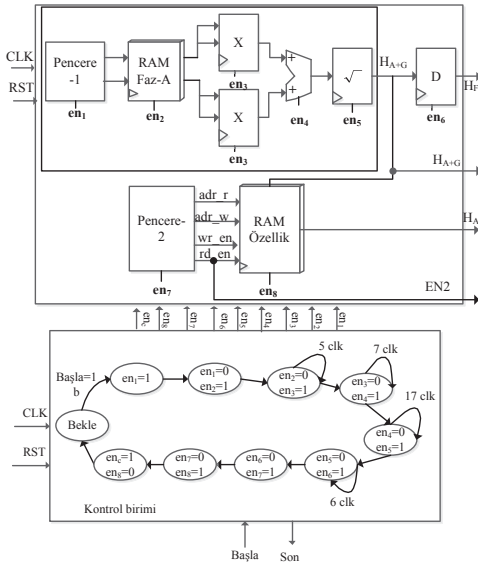 CLK
RST
Pencere
-1
en1
RAM
Faz-A
en2
X
en3
X
en3
+
+
en4
√
en5
HA+G
D
en6
HF
HA+G
Pencere-
2
en7
adr_r
adr_w
wr_en
rd_en
RAM
Özellik
en8
HA
EN2
enc
en8
en7
en6
en5
en4
en3
en2
en1
CLK
RST
Başla=1
b
Bekle
en1=1
en1=0
en2=1
5 clk
en2=0
en3=1
7 clk
en3=0
en4=1
17 clk
en4=0
en5=1
en5=0
en6=1
6 clk
en6=0
en7=1
en7=0
en8=1
enc=1
en8=0
Kontrol birimi
Başla
Son